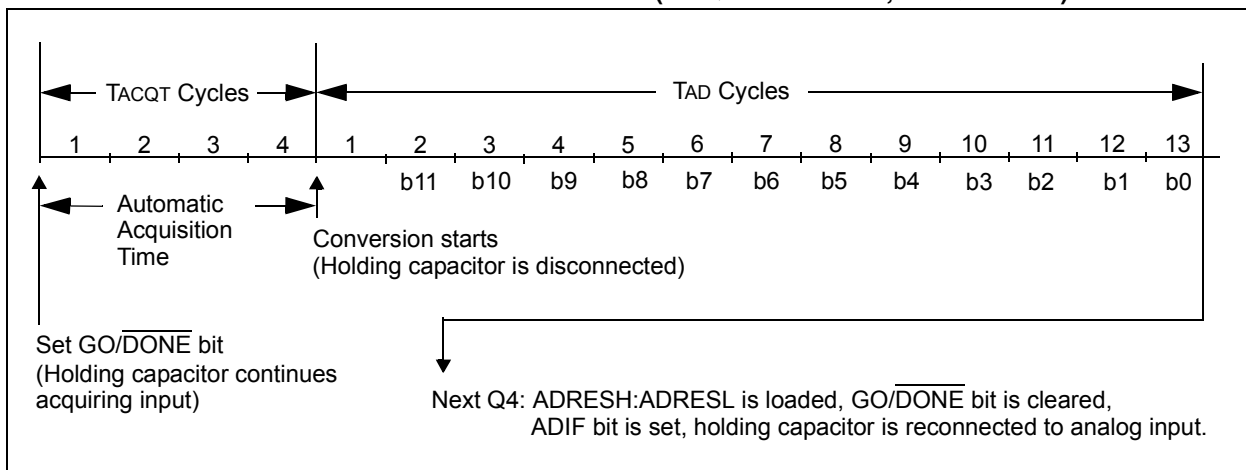 TACQT Cycles
TAD Cycles
1 2 3 4 1 2 3 4 5 6 7 8 9 10 11 12 13
b11 b10 b9 b8 b7 b6 b5 b4 b3 b2 b1 b0
Automatic
Acquisition
Time
Conversion starts
(Holding capacitor is disconnected)
Set GO/DONE bit
(Holding capacitor continues
acquiring input)
Next Q4: ADRESH:ADRESL is loaded, GO/DONE bit is cleared,
ADIF bit is set, holding capacitor is reconnected to analog input.